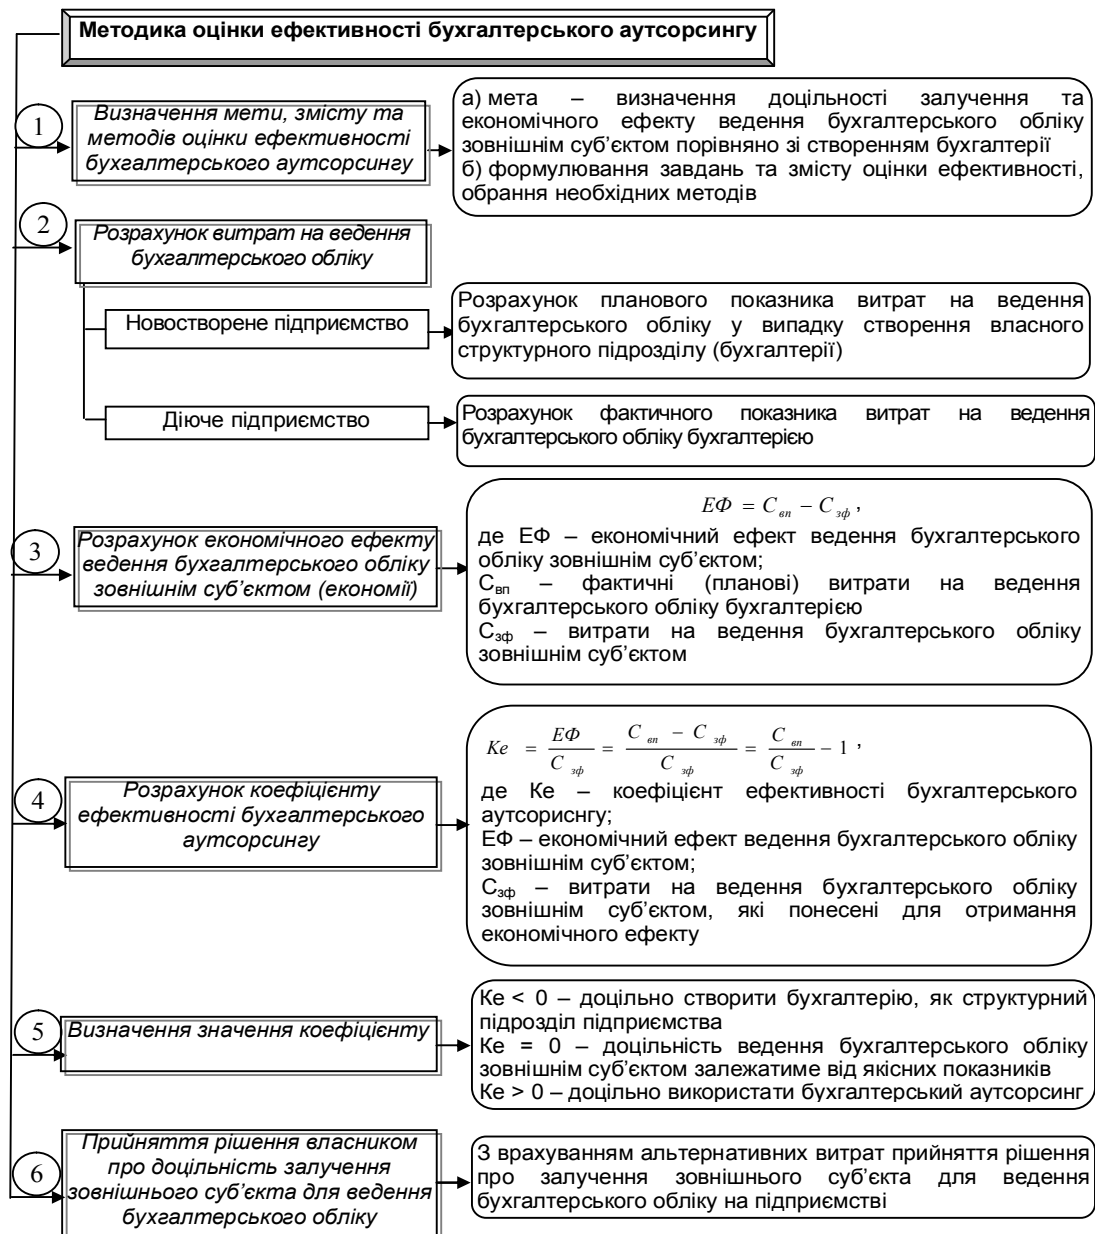 Методика оцінки ефективності бухгалтерського аутсорсингу
1
Визначення мети, змісту та
методів оцінки ефективності
бухгалтерського аутсорсингу
а) мета – визначення доцільності залучення та
економічного ефекту ведення бухгалтерського обліку
зовнішнім суб’єктом порівняно зі створенням бухгалтерії
б) формулювання завдань та змісту оцінки ефективності,
обрання необхідних методів
2
Розрахунок витрат на ведення
бухгалтерського обліку
Новостворене підприємство
Розрахунок планового показника витрат на ведення
бухгалтерського обліку у випадку створення власного
структурного підрозділу (бухгалтерії)
Діюче підприємство
Розрахунок фактичного показника витрат на ведення
бухгалтерського обліку бухгалтерією
3
Розрахунок економічного ефекту
ведення бухгалтерського обліку
зовнішнім суб’єктом (економії)
ЕФ = С вп − С зф ,
де ЕФ – економічний ефект ведення бухгалтерського
обліку зовнішнім суб’єктом;
Свп – фактичні (планові) витрати на ведення
бухгалтерського обліку бухгалтерією
Сзф – витрати на ведення бухгалтерського обліку
зовнішнім суб’єктом
4
Розрахунок коефіцієнту
ефективності бухгалтерського
аутсорсингу
Ке = ЕФ / С зф = (С вп − С зф) / С зф = С вп / С зф − 1 ,
де Ке – коефіцієнт ефективності бухгалтерського
аутсориснгу;
ЕФ – економічний ефект ведення бухгалтерського обліку
зовнішнім суб’єктом;
Сзф – витрати на ведення бухгалтерського обліку
зовнішнім суб’єктом, які понесені для отримання
економічного ефекту
5
Визначення значення коефіцієнту
Ке < 0 – доцільно створити бухгалтерію, як структурний
підрозділ підприємства
Ке = 0 – доцільність ведення бухгалтерського обліку
зовнішнім суб’єктом залежатиме від якісних показників
Ке > 0 – доцільно використати бухгалтерський аутсорсинг
6
Прийняття рішення власником
про доцільність залучення
зовнішнього суб’єкта для ведення
бухгалтерського обліку
З врахуванням альтернативних витрат прийняття рішення
про залучення зовнішнього суб’єкта для ведення
бухгалтерського обліку на підприємстві